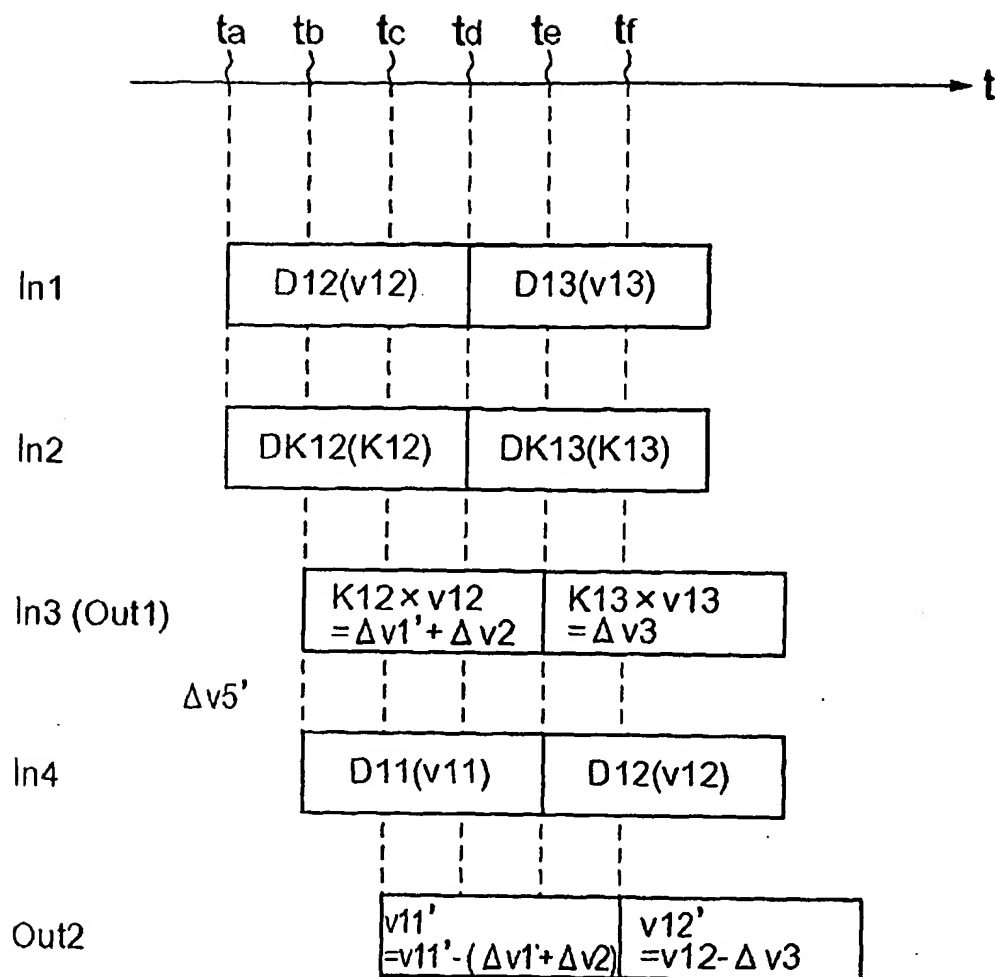 ta tb tc td te tf
t
In1 D12(v12) D13(v13)
In2 DK12(K12) DK13(K13)
In3 (Out1)
K12×v12
=Δv1'+Δv2
K13×v13
=Δv3
Δv5'
In4 D11(v11) D12(v12)
Out2
v11'
=v11'-(Δv1'+Δv2)
v12'
=v12-Δv3